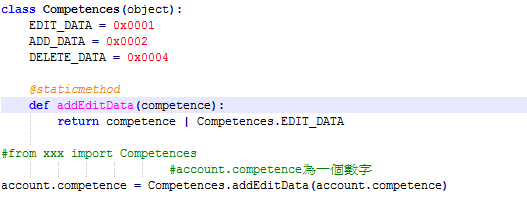 class Competences(object):
    EDIT_DATA = 0x0001
    ADD_DATA = 0x0002
    DELETE_DATA = 0x0004
    @staticmethod
    def addEditData(competence):
        return competence | Competences.EDIT_DATA
#from xxx import Competences
                        #account.competence為一個數字
account.competence = Competences.addEditData(account.competence)